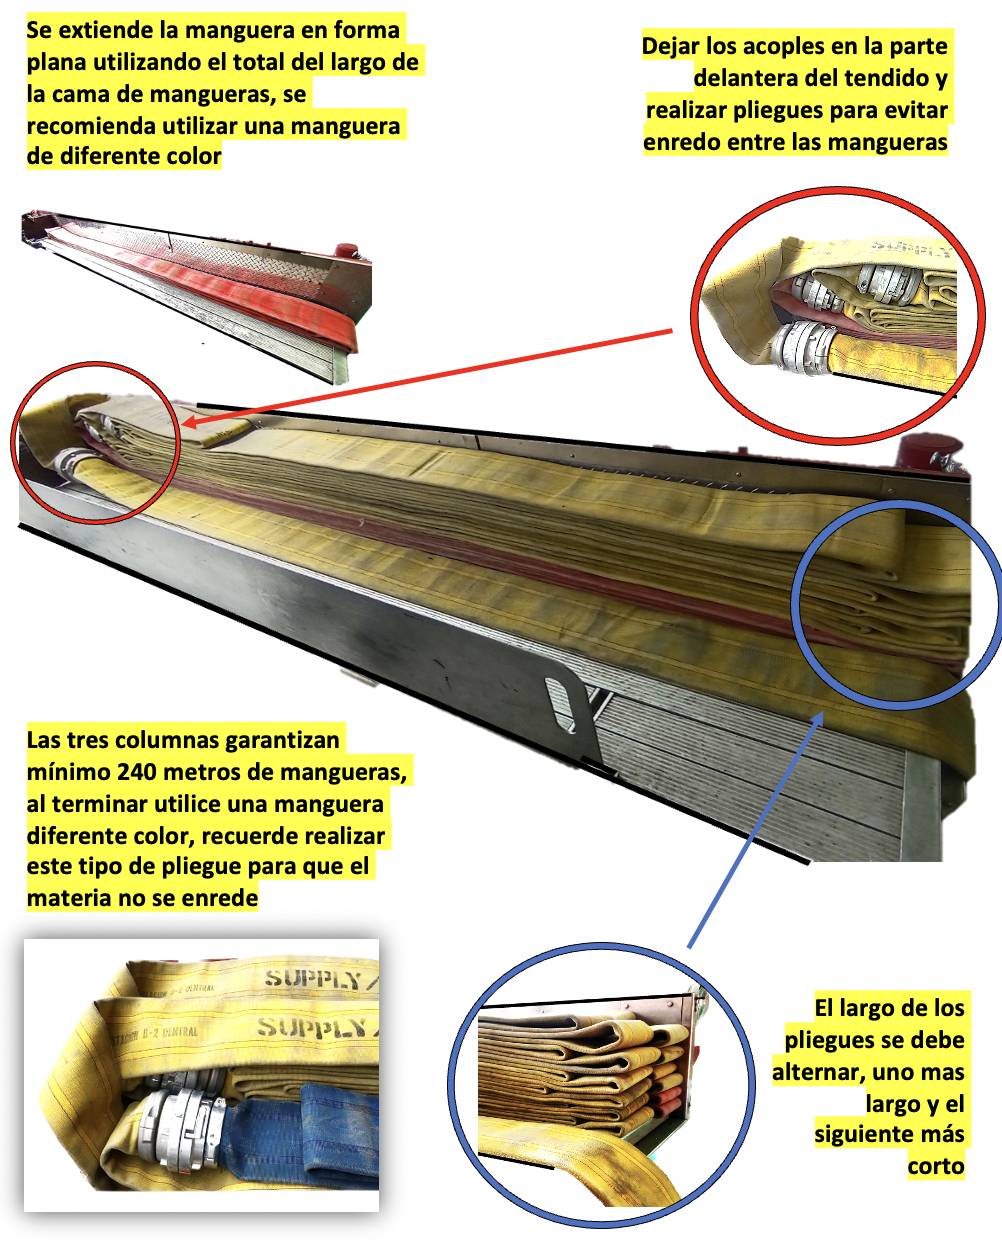 Se extiende la manguera en forma
plana utilizando el total del largo de
la cama de mangueras, se
recomienda utilizar una manguera
de diferente color
Dejar los acoples en la parte
delantera del tendido y
realizar pliegues para evitar
enredo entre las mangueras
SUPPLY
Las tres columnas garantizan
mínimo 240 metros de mangueras,
al terminar utilice una manguera
diferente color, recuerde realizar
este tipo de pliegue para que el
materia no se enrede
SUPPLY/
CENTRAL
SUPPLY/
B-2 CENTRAL
El largo de los
pliegues se debe
alternar, uno mas
largo y el
siguiente más
corto